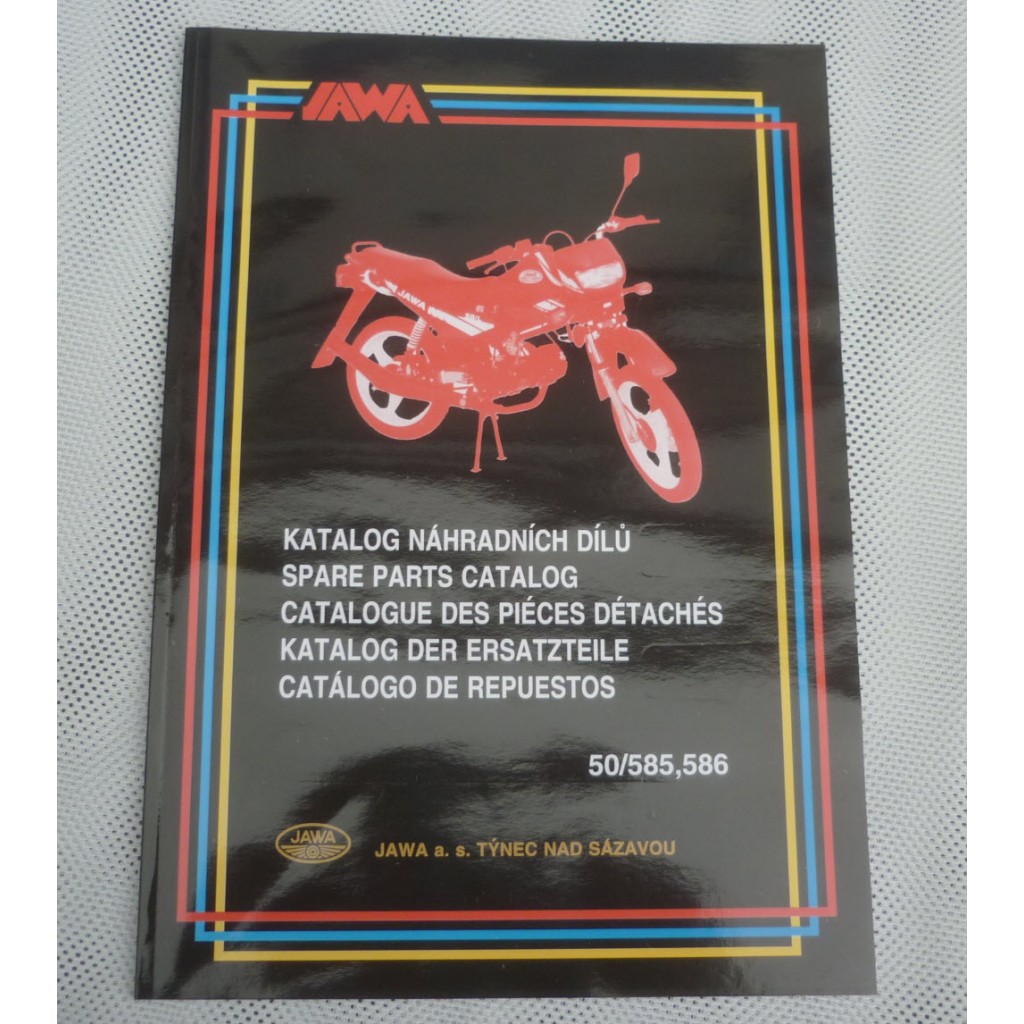 JAWA
JAWA
KATALOG NÁHRADNÍCH DÍLŮ
SPARE PARTS CATALOG
CATALOGUE DES PIÉCES DÉTACHÉS
KATALOG DER ERSATZTEILE
CATÁLOGO DE REPUESTOS
50/585,586
JAWA
JAWA a. s. TÝNEC NAD SÁZAVOU